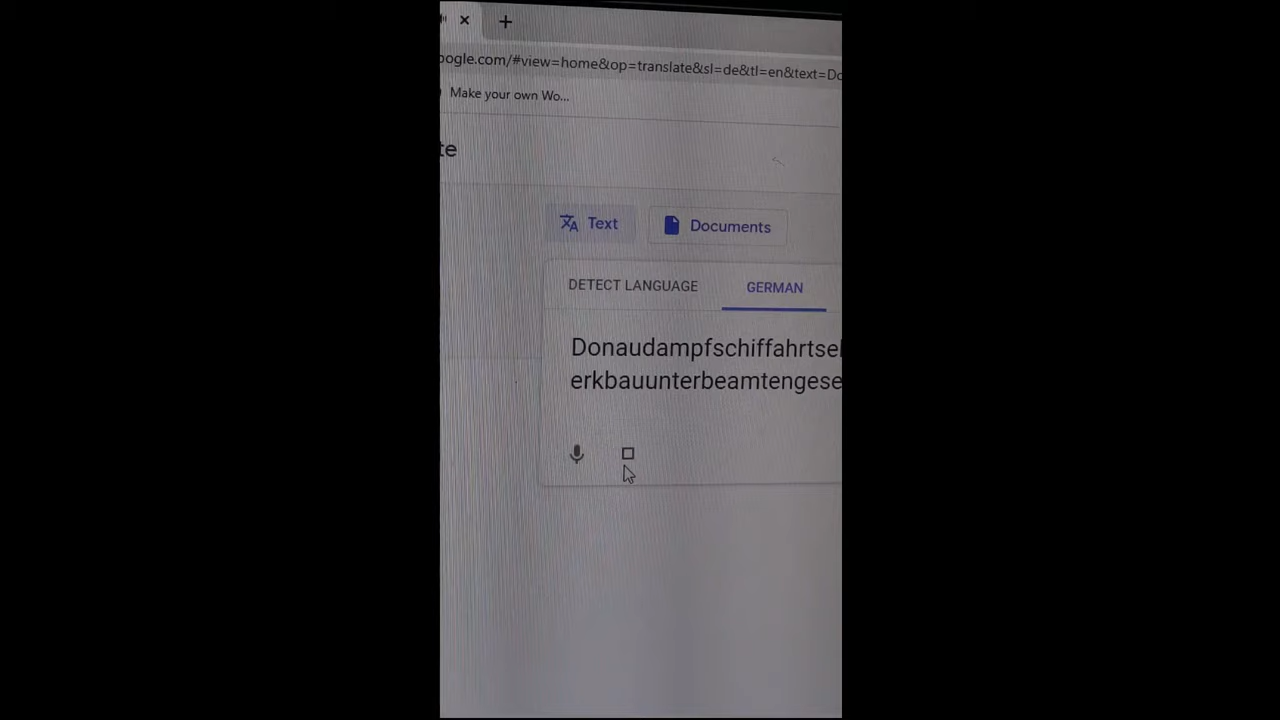 oogle.com/#view=home&op=translate&sl=de&tl=en&text=Do
Make your own Wo...
te
Text
Documents
DETECT LANGUAGE
GERMAN
Donaudampfschiffahrtsel
erkbauunterbeamtengese